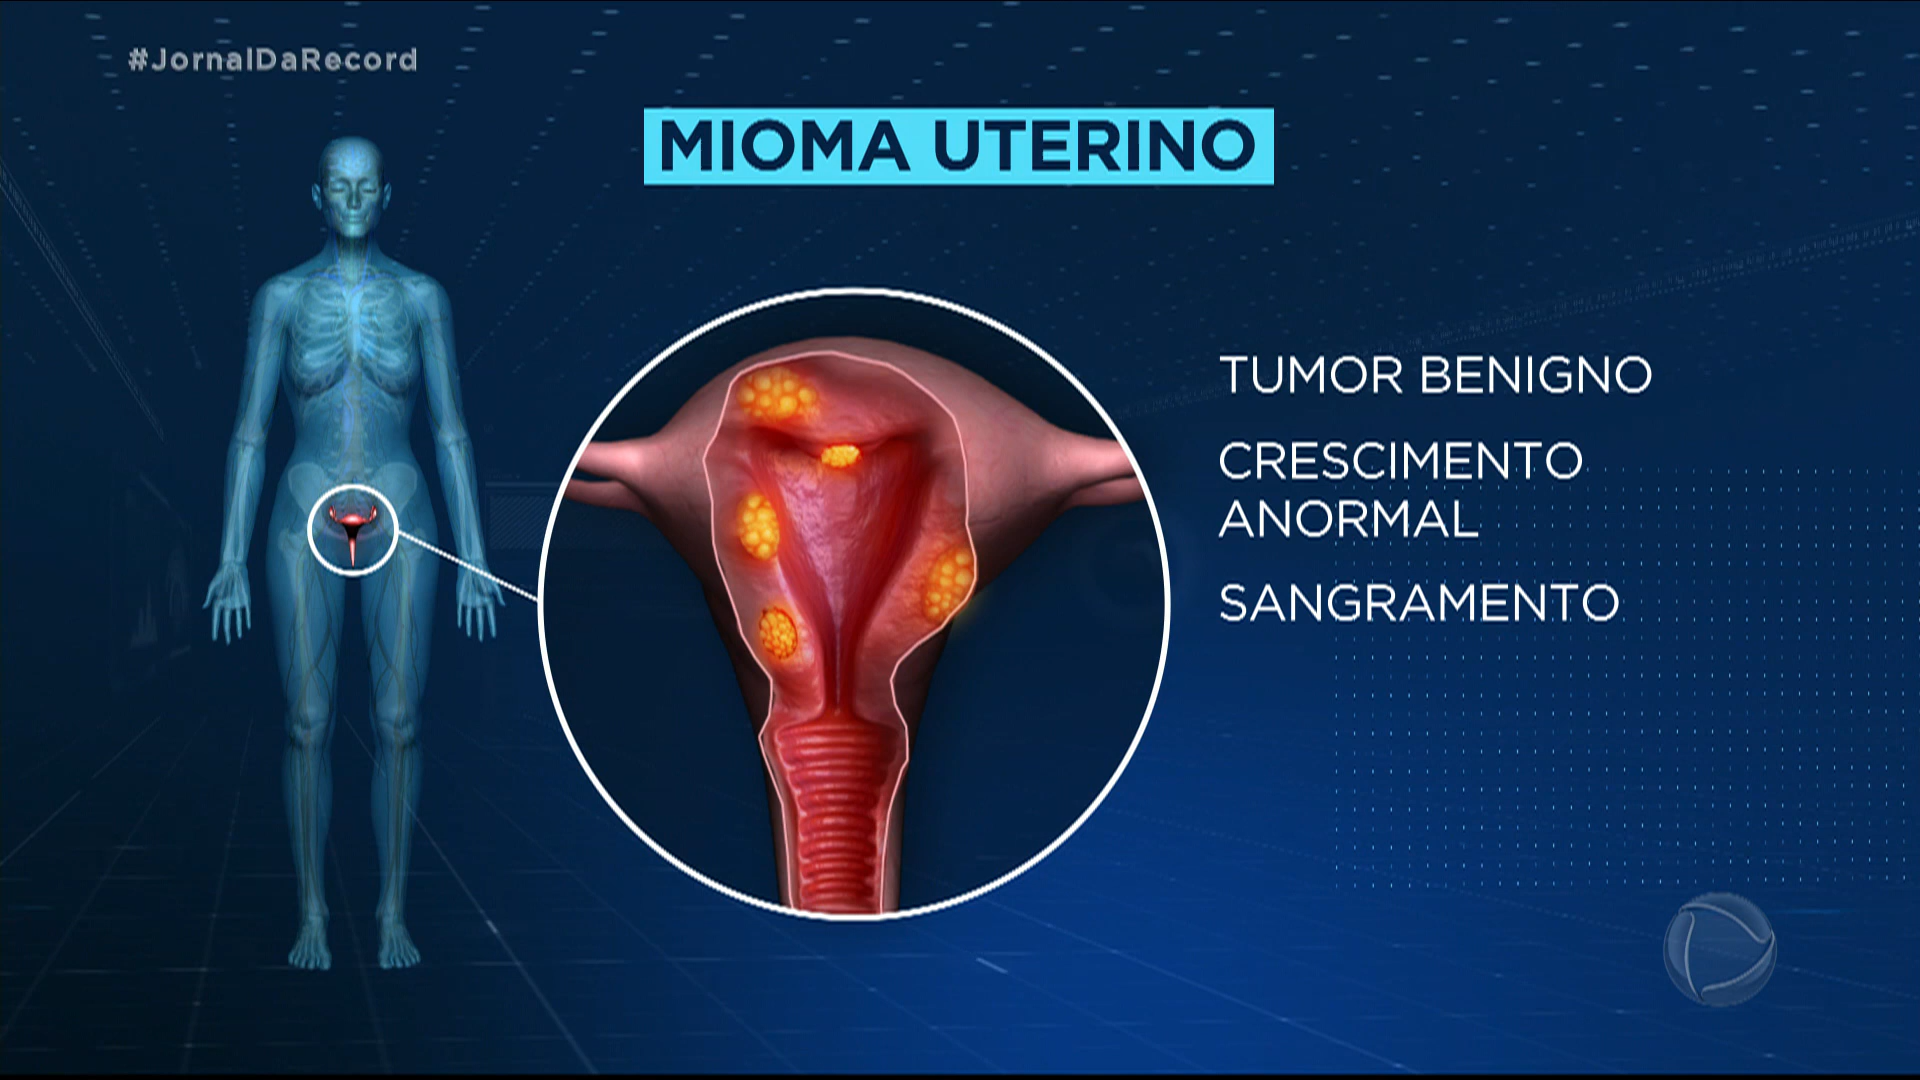 #JornalDaRecord
MIOMA UTERINO
TUMOR BENIGNO
CRESCIMENTO
ANORMAL
SANGRAMENTO